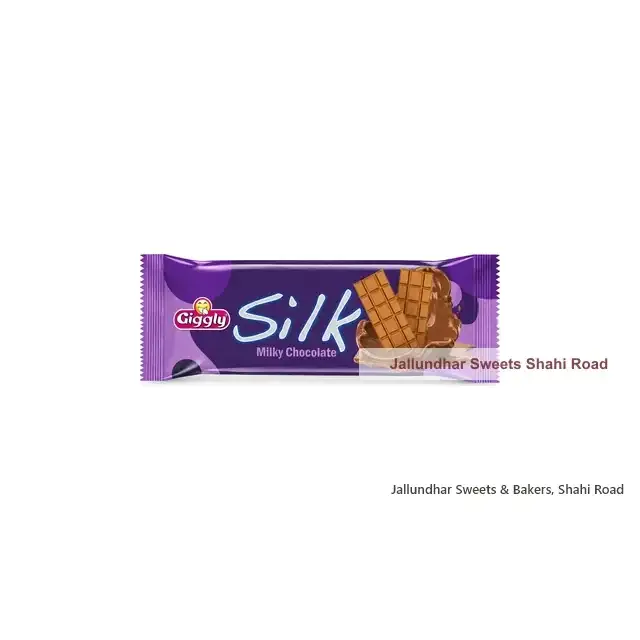 Giggly
Silk
Milky Chocolate
Jallundhar Sweets Shahi Road
Jallundhar Sweets & Bakers, Shahi Road